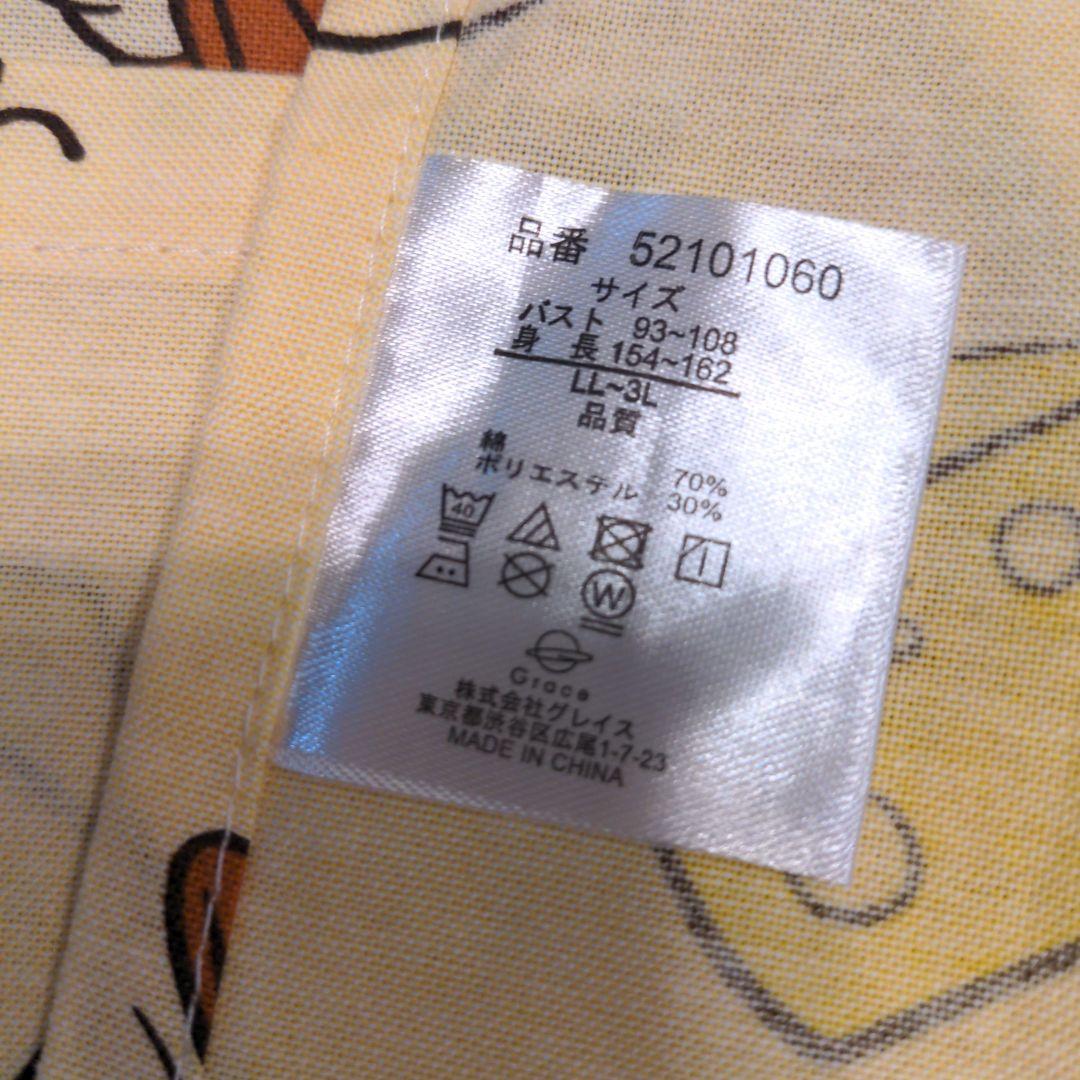 品番 52101060
サイズ
バスト 93~108
身 長 154~162
LL~3L
品質
綿 70%
ポリエステル 30%
40
W
Grace
株式会社グレイス
東京都渋谷区広尾1-7-23
MADE IN CHINA